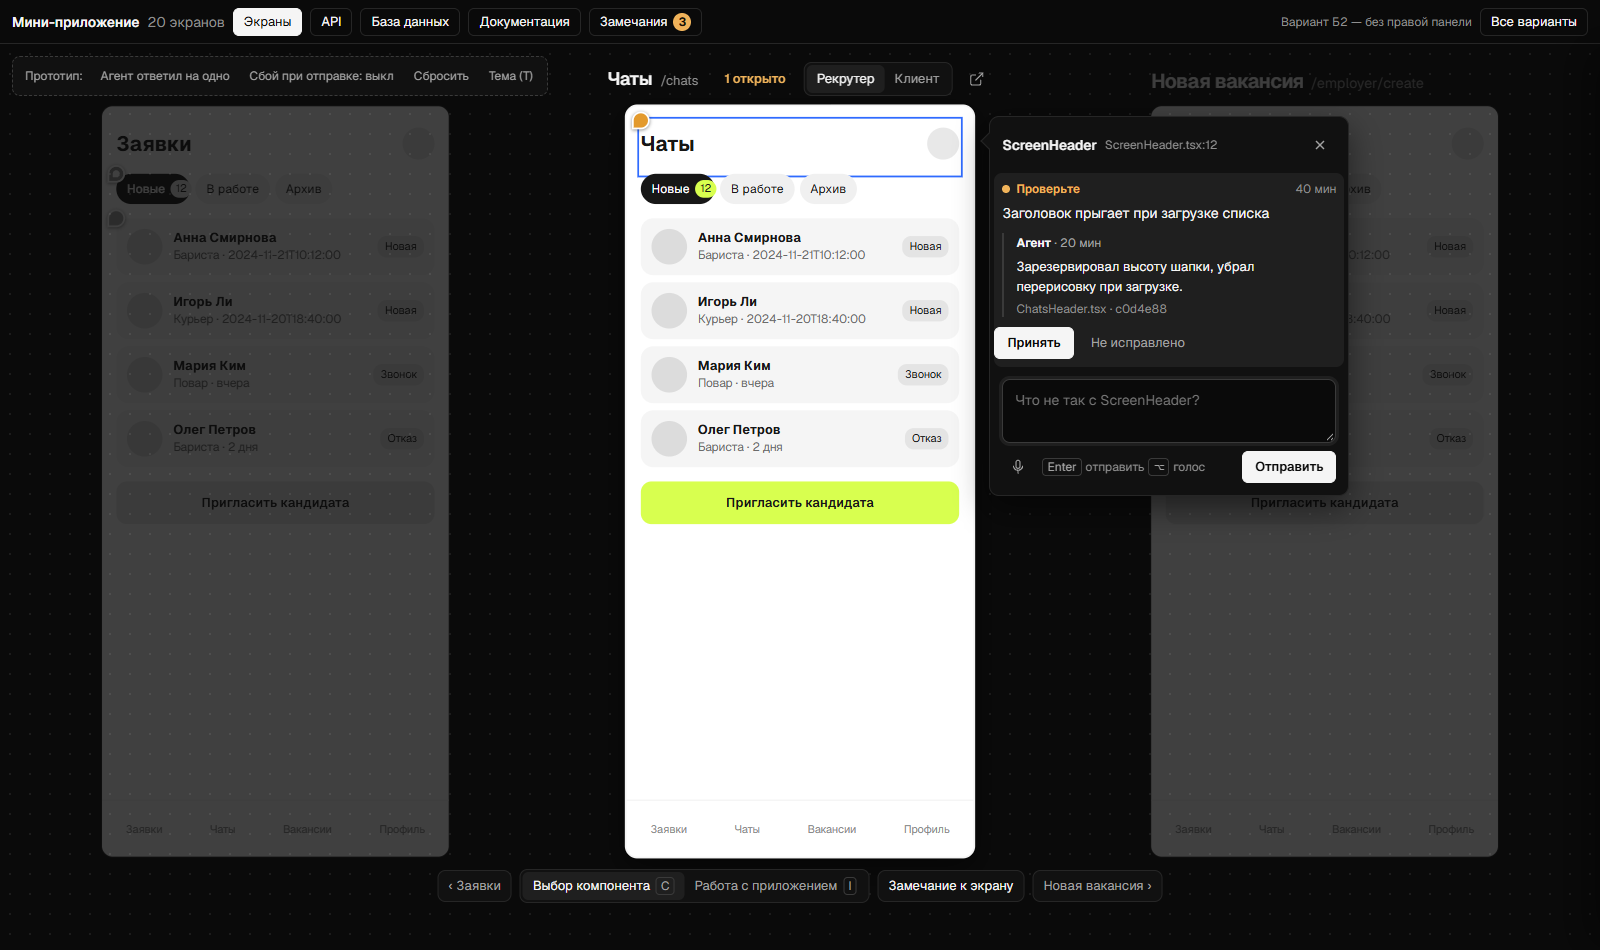 Мини-приложение 20 экранов Экраны API База данных Документация Замечания 3 Вариант Б2 — без правой панели Все варианты
Прототип: Агент ответил на одно Сбой при отправке: выкл Сбросить Тема (T)
Чаты /chats 1 открыто Рекрутер Клиент
Новая вакансия /employer/create
Заявки
Новые 12 В работе Архив
Анна Смирнова
Бариста · 2024-11-21T10:12:00
Новая
Игорь Ли
Курьер · 2024-11-20T18:40:00
Новая
Мария Ким
Повар · вчера
Звонок
Олег Петров
Бариста · 2 дня
Отказ
Пригласить кандидата
Заявки Чаты Вакансии Профиль
Чаты
Новые 12 В работе Архив
Анна Смирнова
Бариста · 2024-11-21T10:12:00
Новая
Игорь Ли
Курьер · 2024-11-20T18:40:00
Новая
Мария Ким
Повар · вчера
Звонок
Олег Петров
Бариста · 2 дня
Отказ
Пригласить кандидата
Заявки Чаты Вакансии Профиль
ScreenHeader ScreenHeader.tsx:12
Проверьте 40 мин
Заголовок прыгает при загрузке списка
Агент · 20 мин
Зарезервировал высоту шапки, убрал
перерисовку при загрузке.
ChatsHeader.tsx · c0d4e88
Принять Не исправлено
Что не так с ScreenHeader?
Enter отправить ⌥ голос Отправить
хив
Новая
0:12:00
Новая
8:40:00
Звонок
Отказ
Пригласить кандидата
Заявки Чаты Вакансии Профиль
‹ Заявки Выбор компонента C Работа с приложением I Замечание к экрану Новая вакансия ›